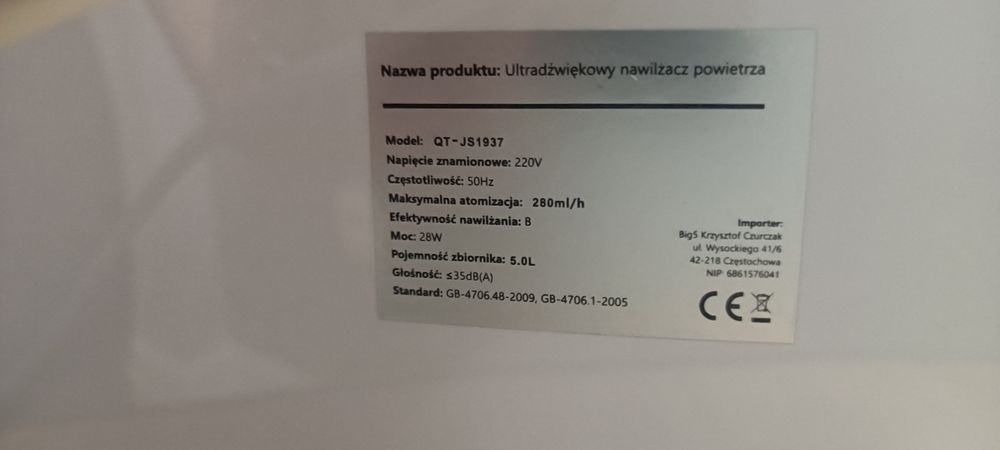 Nazwa produktu: Ultradźwiękowy nawilżacz powietrza
Model: QT-JS1937
Napięcie znamionowe: 220V
Częstotliwość: 50Hz
Maksymalna atomizacja: 280ml/h
Efektywność nawilżania: B
Moc: 28W
Pojemność zbiornika: 5.0L
Głośność: ≤35dB(A)
Standard: GB-4706.48-2009, GB-4706.1-2005
Importer:
Big5 Krzysztof Czurczak
ul. Wysockiego 41/6
42-218 Częstochowa
NIP 6861576041
CE